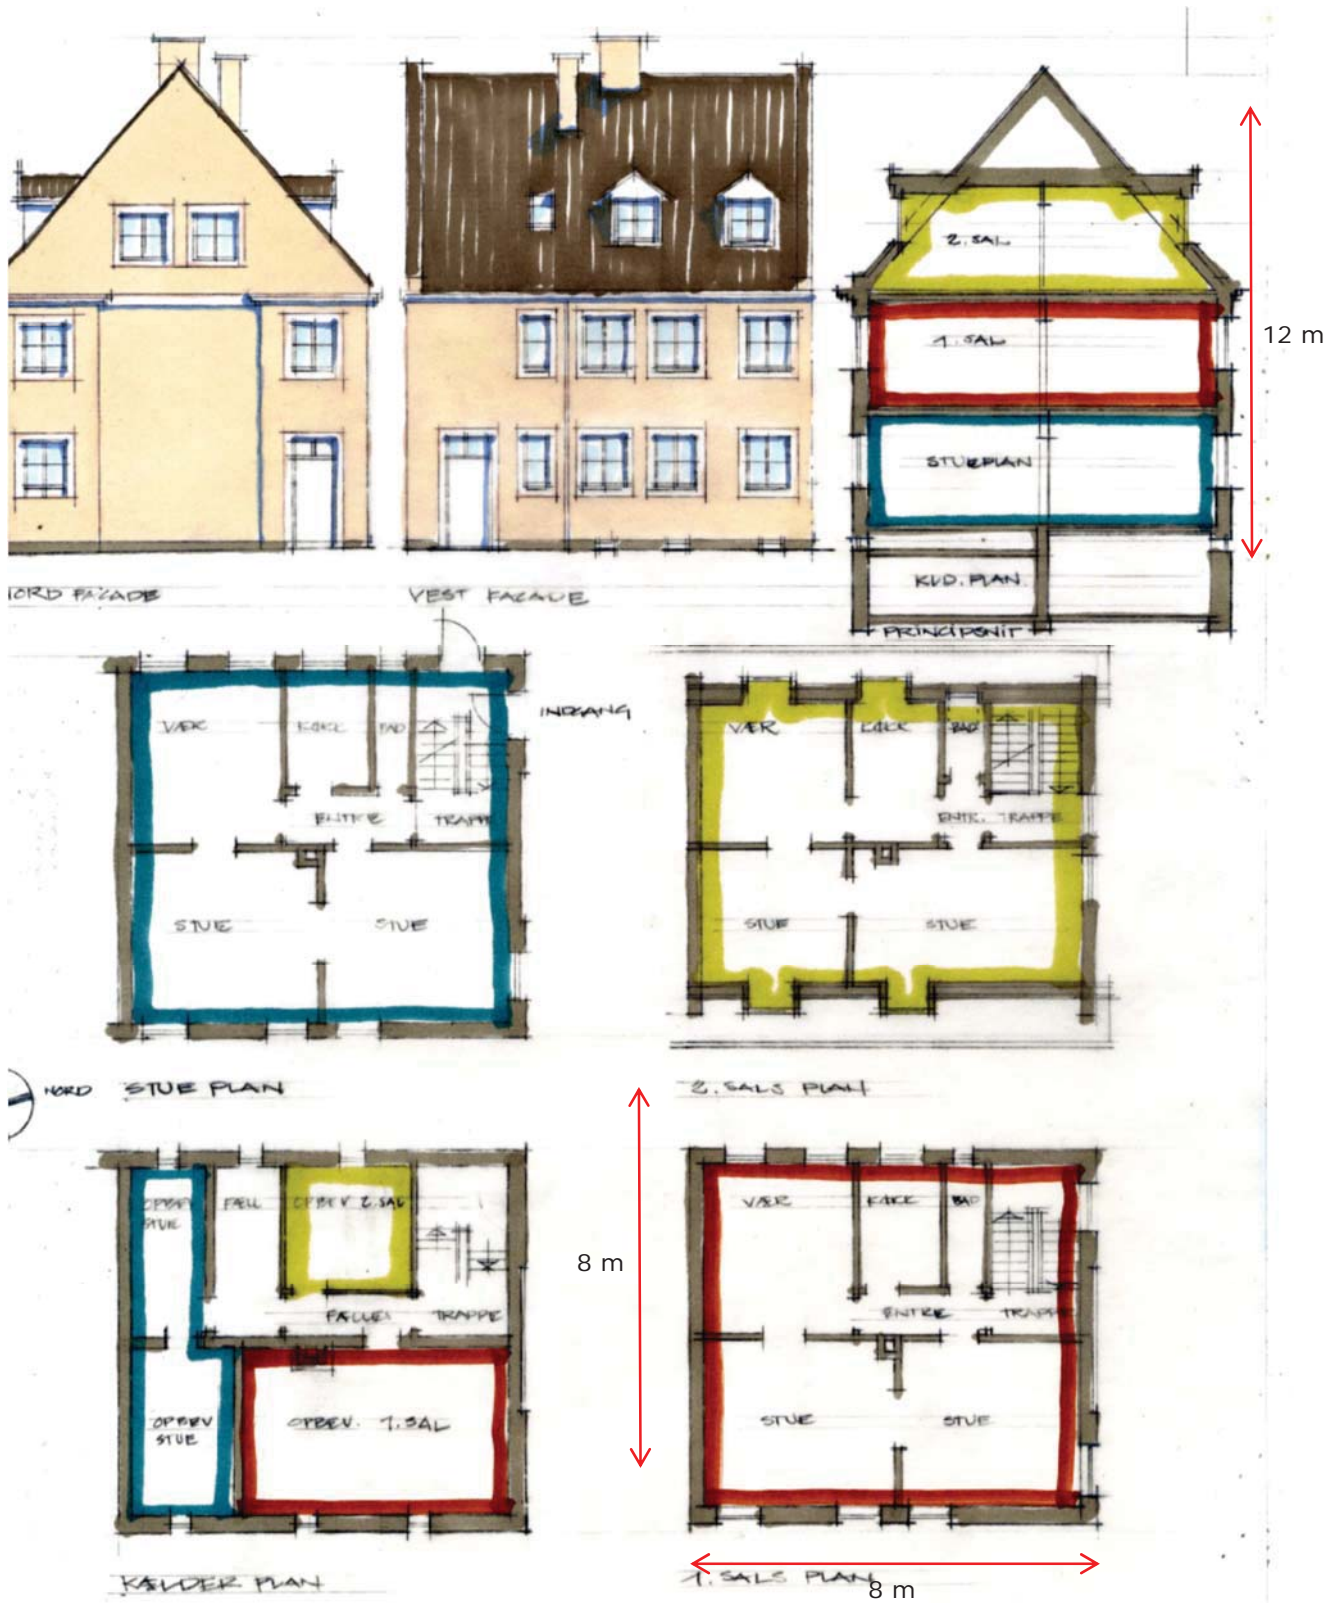 2. SAL
1. SAL
12 m
STUEPLAN
KLD. PLAN
NORD FACADE
VEST FACADE
PRINCIPSNIT
INDGANG
VÆR
KØKK
BAD
ENTRE
TRAPPE
STUE
STUE
VÆR
KØKK
BAD
ENTR.
TRAPPE
STUE
STUE
NORD
STUE PLAN
2. SALS PLAN
OPBEV
STUE
FÆLL
OPBEV 2. SAL
FÆLLES
TRAPPE
OPBEV
STUE
OPBEV. 1. SAL
8 m
VÆR
KØKK
BAD
ENTRE
TRAPPE
STUE
STUE
KÆLDER PLAN
1. SALS PLAN
8 m